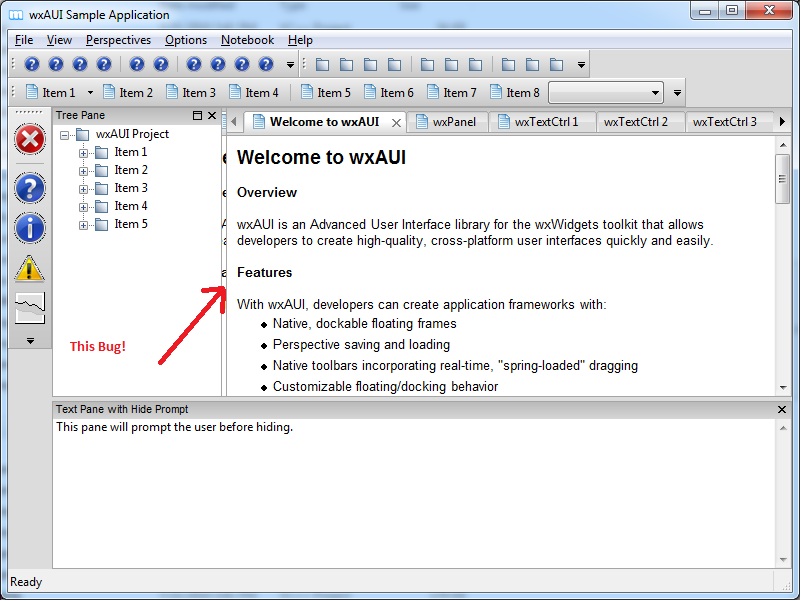 wxAUI Sample Application
File View Perspectives Options Notebook Help
Item 1 Item 2 Item 3 Item 4 Item 5 Item 6 Item 7 Item 8
Tree Pane
wxAUI Project
Item 1
Item 2
Item 3
Item 4
Item 5
This Bug!
Welcome to wxAUI wxPanel wxTextCtrl 1 wxTextCtrl 2 wxTextCtrl 3
Welcome to wxAUI
Overview
wxAUI is an Advanced User Interface library for the wxWidgets toolkit that allows
developers to create high-quality, cross-platform user interfaces quickly and easily.
Features
With wxAUI, developers can create application frameworks with:
Native, dockable floating frames
Perspective saving and loading
Native toolbars incorporating real-time, "spring-loaded" dragging
Customizable floating/docking behavior
Text Pane with Hide Prompt
This pane will prompt the user before hiding.
Ready